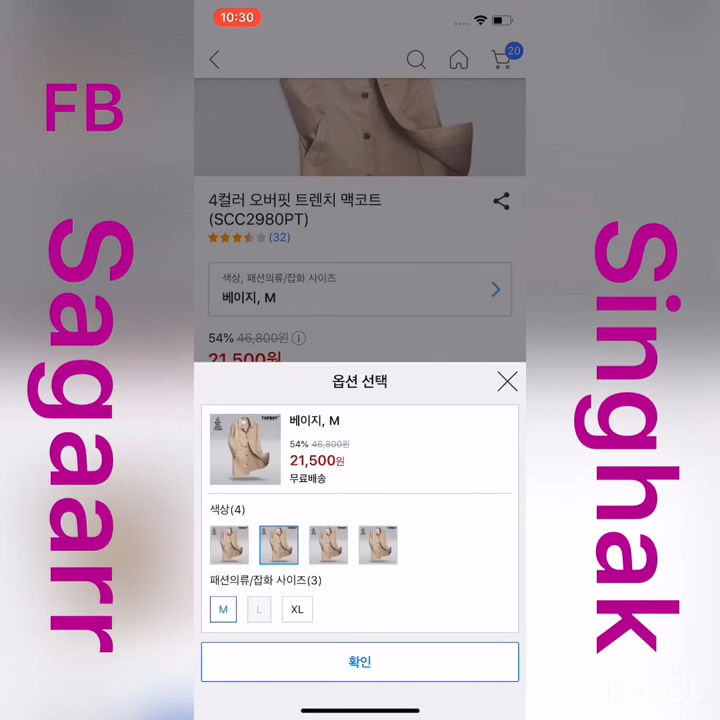 FB
Sagaarr
Singhak
10:30
20
4컬러 오버핏 트렌치 맥코트
(SCC2980PT)
(32)
색상, 패션의류/잡화 사이즈
베이지, M
54% 46,800원
21,500원
옵션 선택
TOPBOY
베이지, M
54% 46,800원
21,500원
무료배송
색상(4)
패션의류/잡화 사이즈(3)
M
L
XL
확인